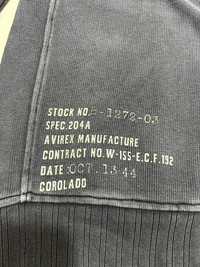 STOCK NO.B-1272-03
SPEC.204A
AVIREX MANUFACTURE
CONTRACT NO.W-155-E.C.F.192
DATE:OCT.13 44
COROLADO